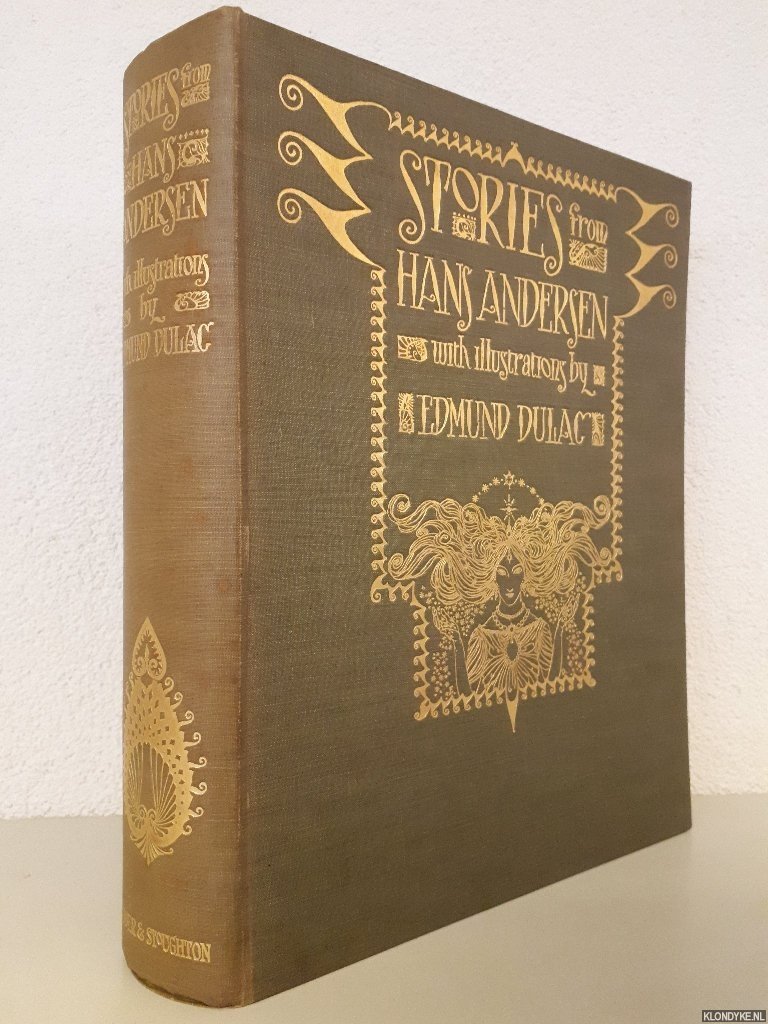 STORIES from
HANS
ANDERSEN
with illustrations
by
EDMUND DULAC
& STOUGHTON
STORIES from
HANS ANDERSEN
with illustrations by
EDMUND DULAC
KLONDYKE.NL